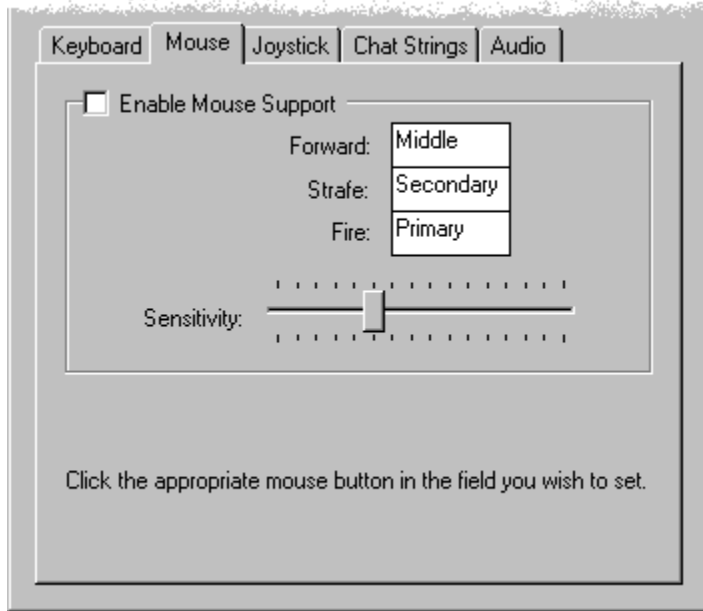 Keyboard Mouse Joystick Chat Strings Audio
Enable Mouse Support
Forward: Middle
Strafe: Secondary
Fire: Primary
Sensitivity:
Click the appropriate mouse button in the field you wish to set.